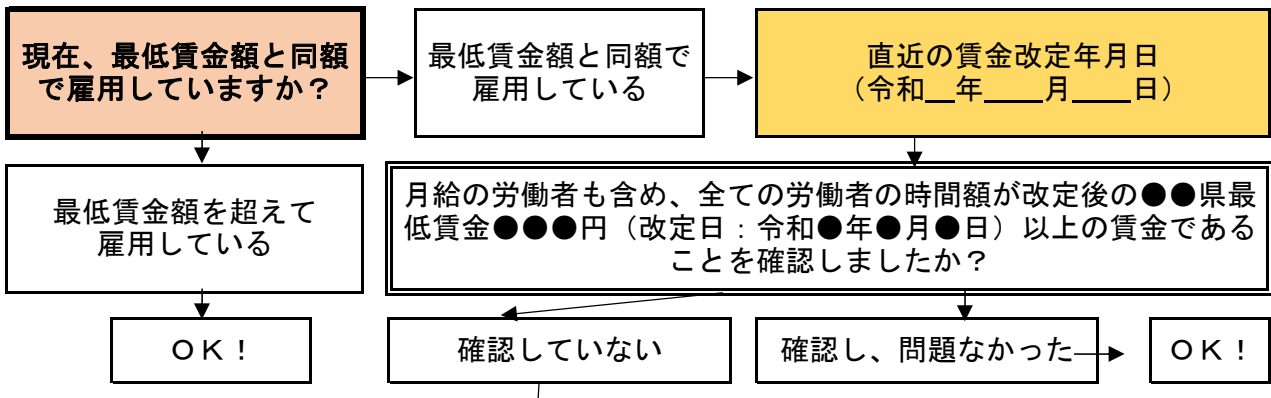 現在、最低賃金額と同額
で雇用していますか？
最低賃金額と同額で
雇用している
直近の賃金改定年月日
（令和__年____月____日）
最低賃金額を超えて
雇用している
月給の労働者も含め、全ての労働者の時間額が改定後の●●県最
低賃金●●●円（改定日：令和●年●月●日）以上の賃金である
ことを確認しましたか？
ＯＫ！
確認していない
確認し、問題なかった
ＯＫ！